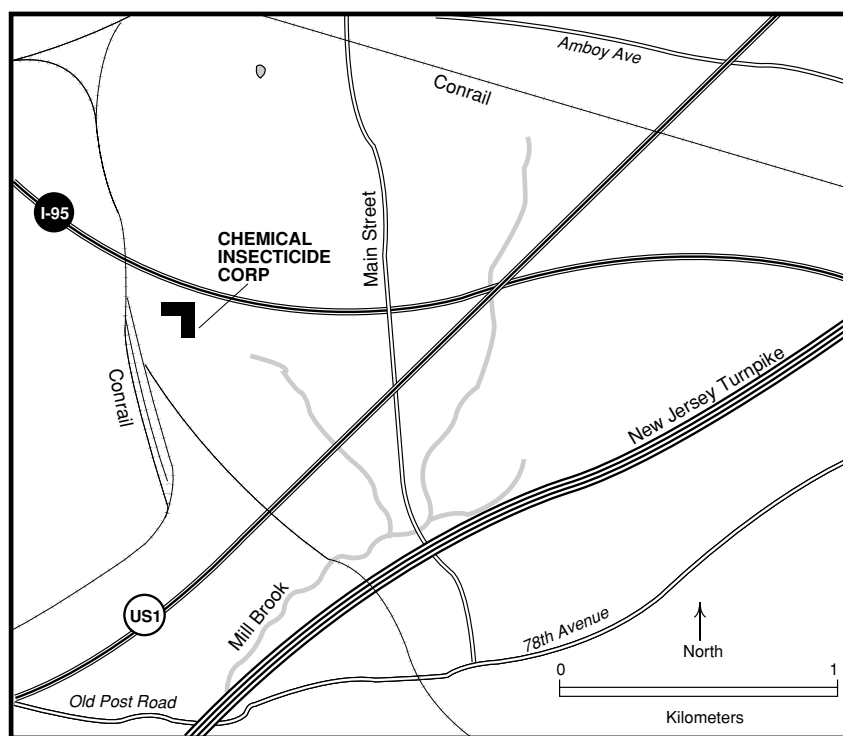 Amboy Ave
Conrail
I-95
Main Street
CHEMICAL
INSECTICIDE
CORP
Conrail
New Jersey Turnpike
US1
Mill Brook
78th Avenue
North
Old Post Road
0 1
Kilometers